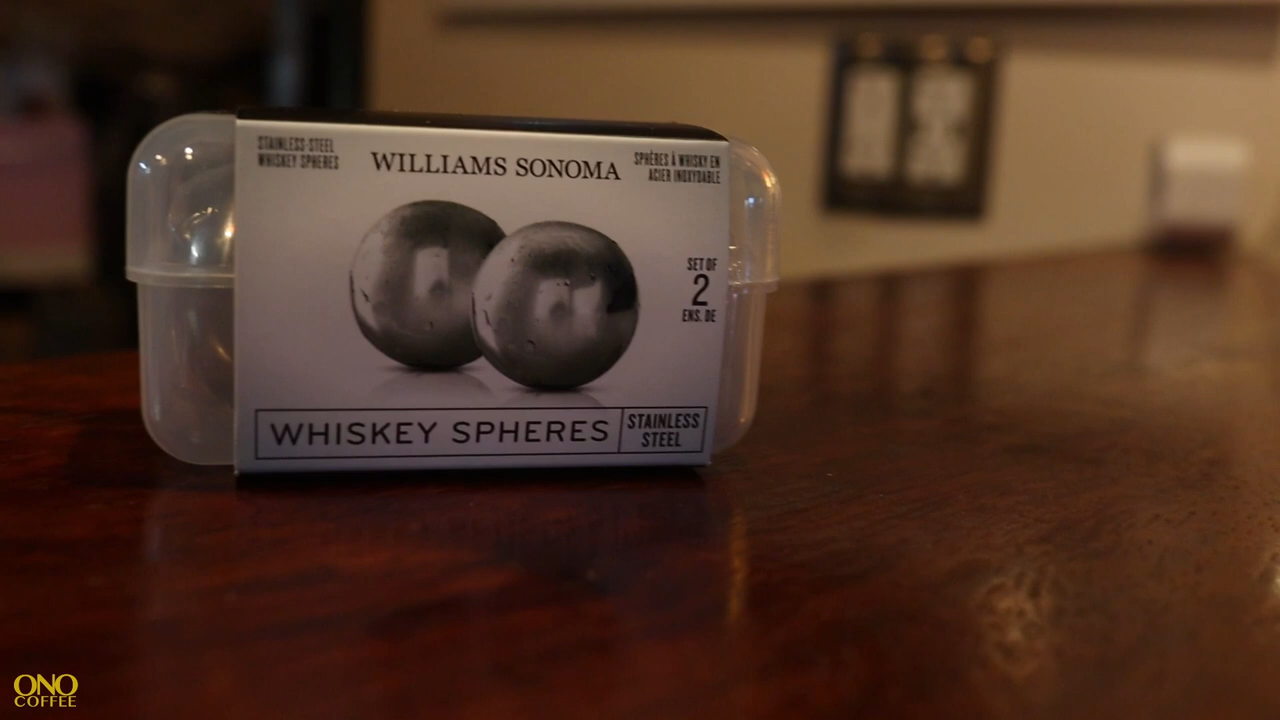 STAINLESS-STEEL
WHISKEY SPHERES
WILLIAMS SONOMA
SPHÈRES À WHISKY EN
ACIER INOXYDABLE
SET OF
2
ENS. DE
WHISKEY SPHERES
STAINLESS
STEEL
ONO
COFFEE